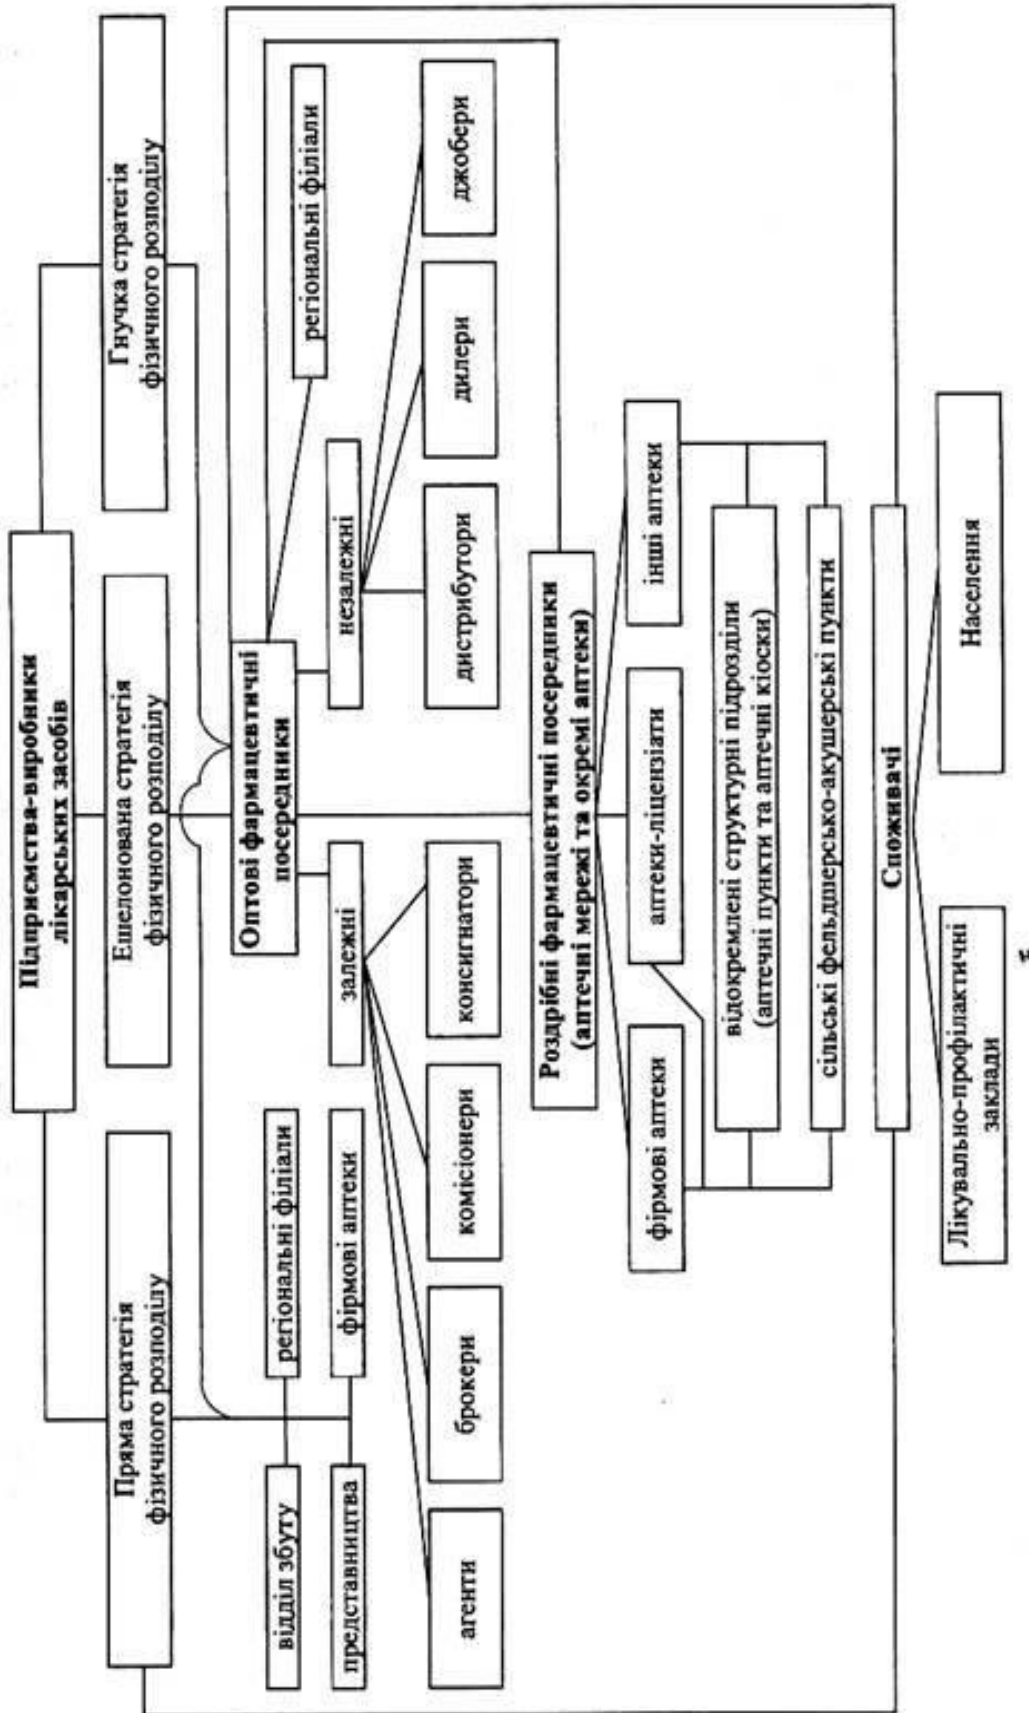 Підприємства-виробники
лікарських засобів
Пряма стратегія
фізичного розподілу
Ешелонована стратегія
фізичного розподілу
Гнучка стратегія
фізичного розподілу
відділ збуту
регіональні філіали
представництва
фірмові аптеки
Оптові фармацевтичні
посередники
регіональні філіали
залежні
незалежні
агенти
брокери
комісіонери
консигнатори
дистрибутори
дилери
джобери
Роздрібні фармацевтичні посередники
(аптечні мережі та окремі аптеки)
фірмові аптеки
аптеки-ліцензіати
інші аптеки
відокремлені структурні підрозділи
(аптечні пункти та аптечні кіоски)
сільські фельдшерсько-акушерські пункти
Споживачі
Лікувально-профілактичні
заклади
Населення